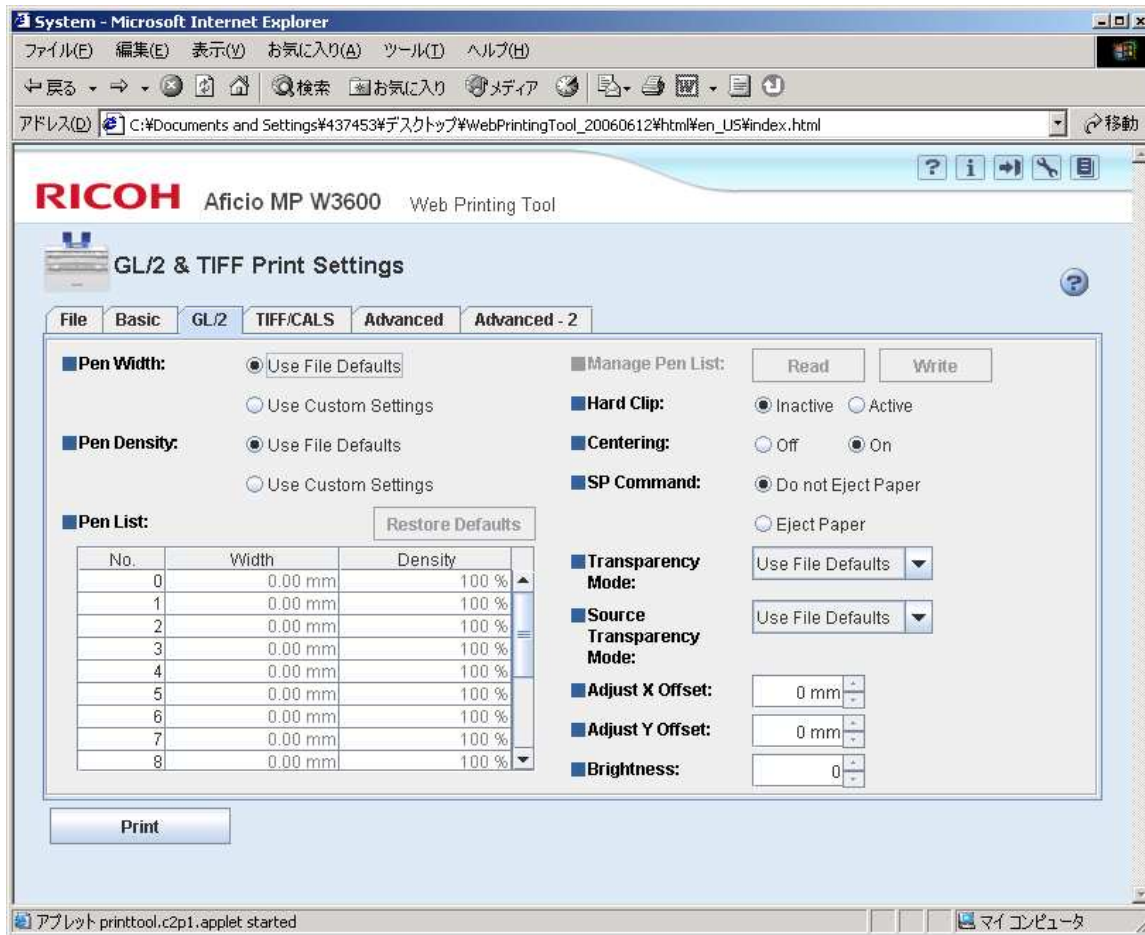 System - Microsoft Internet Explorer
ファイル(F) 編集(E) 表示(V) お気に入り(A) ツール(T) ヘルプ(H)
戻る 検索 お気に入り メディア
アドレス(D) C:¥Documents and Settings¥437453¥デスクトップ¥WebPrintingTool_20060612¥html¥en_US¥index.html 移動
RICOH Aficio MP W3600 Web Printing Tool
GL/2 & TIFF Print Settings
File Basic GL/2 TIFF/CALS Advanced Advanced - 2
Pen Width: Use File Defaults
Use Custom Settings
Pen Density: Use File Defaults
Use Custom Settings
Pen List: Restore Defaults
No. Width Density
0 0.00 mm 100 %
1 0.00 mm 100 %
2 0.00 mm 100 %
3 0.00 mm 100 %
4 0.00 mm 100 %
5 0.00 mm 100 %
6 0.00 mm 100 %
7 0.00 mm 100 %
8 0.00 mm 100 %
Manage Pen List: Read Write
Hard Clip: Inactive Active
Centering: Off On
SP Command: Do not Eject Paper
Eject Paper
Transparency Use File Defaults
Mode:
Source Use File Defaults
Transparency
Mode:
Adjust X Offset: 0 mm
Adjust Y Offset: 0 mm
Brightness: 0
Print
アプレット printtool.c2p1.applet started マイ コンピュータ